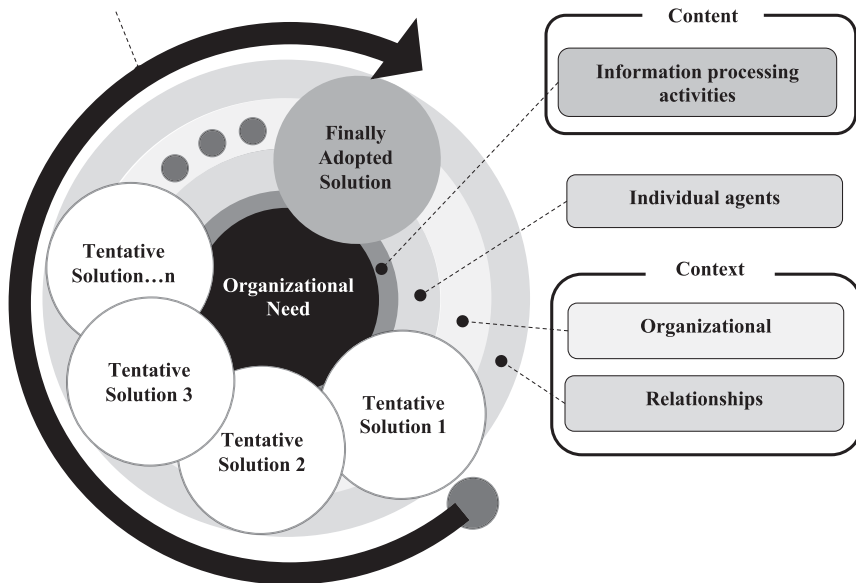 Content
Information processing
activities
Individual agents
Context
Organizational
Relationships
Finally
Adopted
Solution
Tentative
Solution…n
Organizational
Need
Tentative
Solution 3
Tentative
Solution 2
Tentative
Solution 1